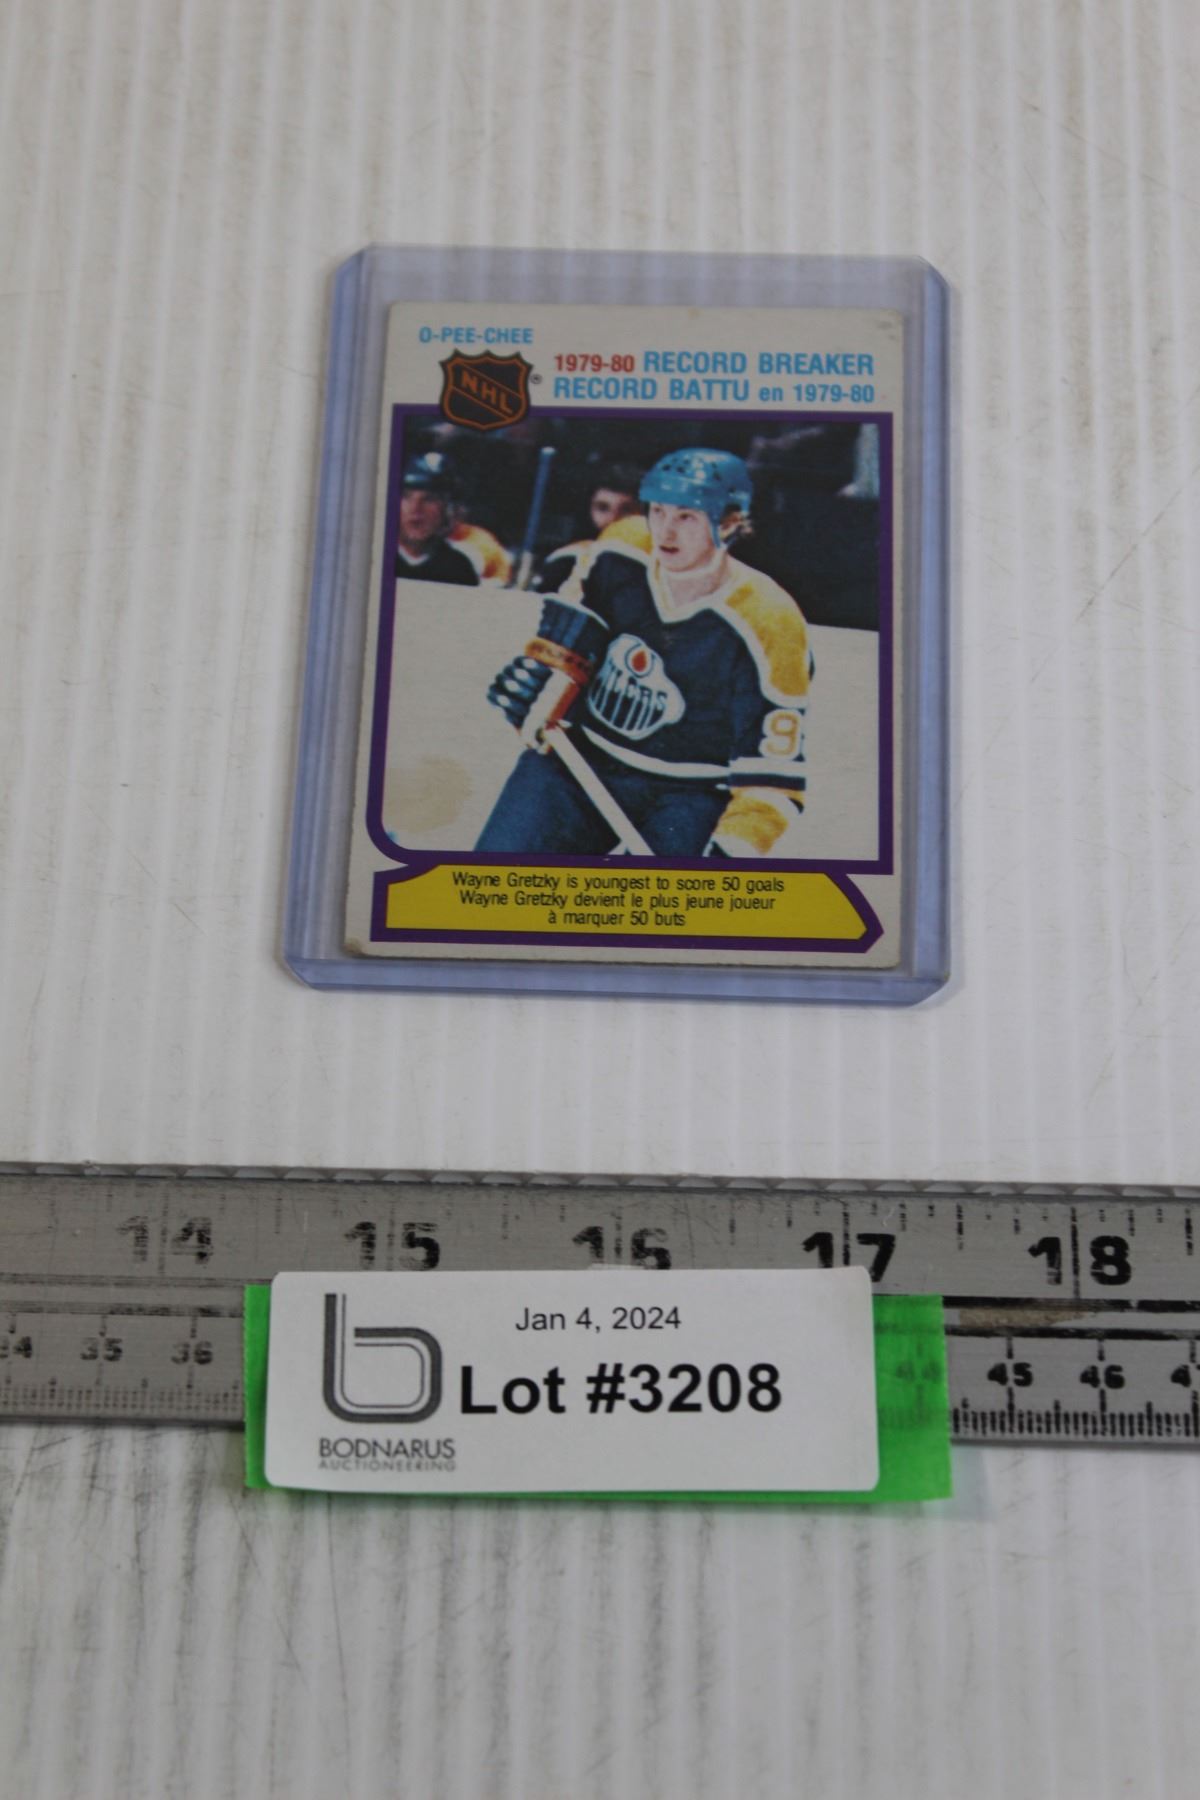 O-PEE-CHEE
NHL
1979-80 RECORD BREAKER
RECORD BATTU en 1979-80
OILERS
9
Wayne Gretzky is youngest to score 50 goals
Wayne Gretzky devient le plus jeune joueur
à marquer 50 buts
14 15 16 17 18
Jan 4, 2024
Lot #3208
BODNARUS
AUCTIONEERING
45 46